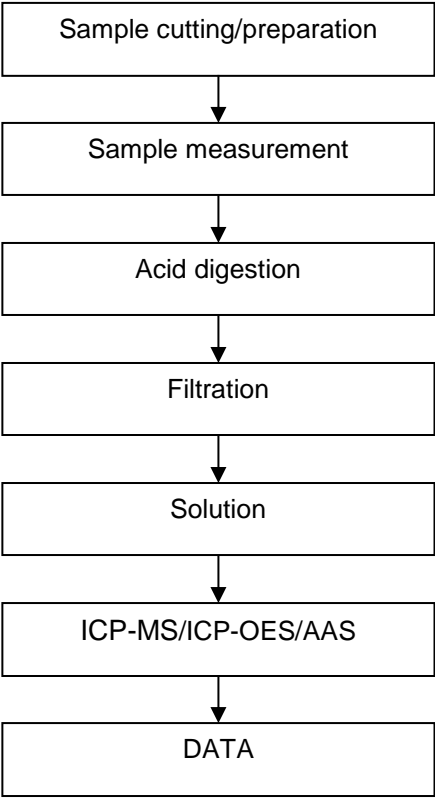 Sample cutting/preparation
Sample measurement
Acid digestion
Filtration
Solution
ICP-MS/ICP-OES/AAS
DATA